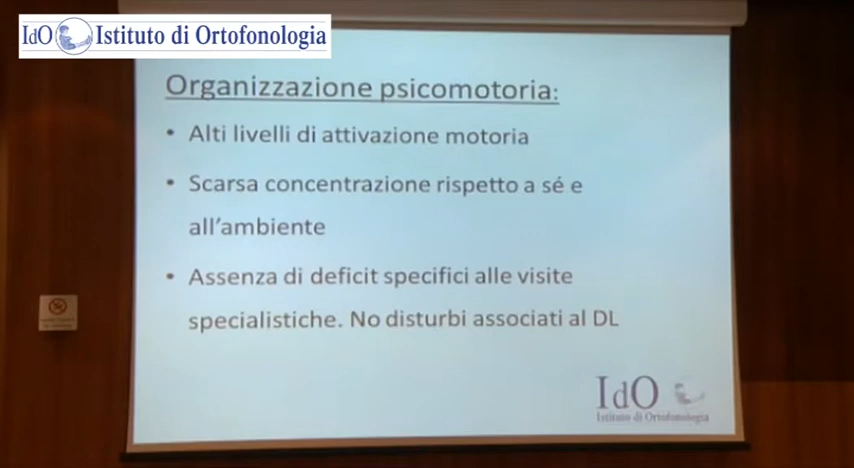 IdO Istituto di Ortofonologia
Organizzazione psicomotoria:
• Alti livelli di attivazione motoria
• Scarsa concentrazione rispetto a sé e
all'ambiente
• Assenza di deficit specifici alle visite
specialistiche. No disturbi associati al DL
IdO
Istituto di Ortofonologia